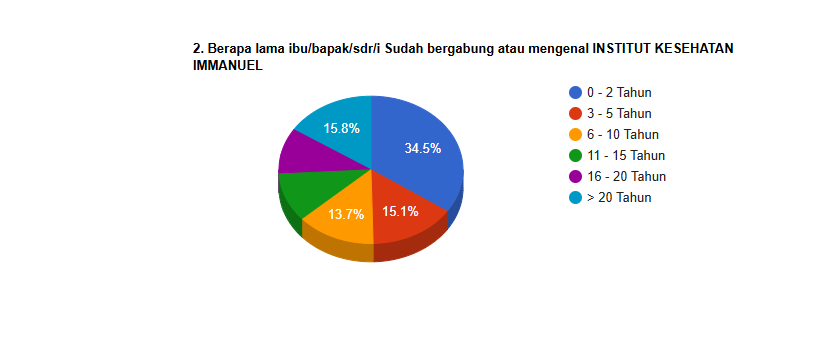 2. Berapa lama ibu/bapak/sdr/i Sudah bergabung atau mengenal INSTITUT KESEHATAN
IMMANUEL
0 - 2 Tahun
3 - 5 Tahun
6 - 10 Tahun
11 - 15 Tahun
16 - 20 Tahun
> 20 Tahun
15.8%
34.5%
13.7%
15.1%